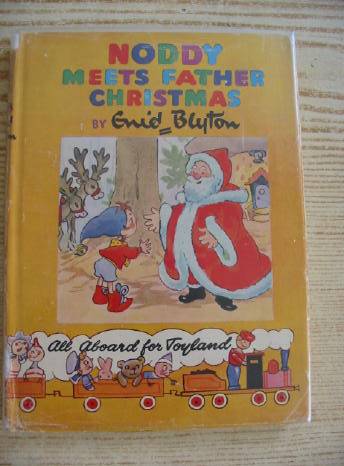 NODDY
MEETS FATHER
CHRISTMAS
BY Enid Blyton
All Aboard for Toyland